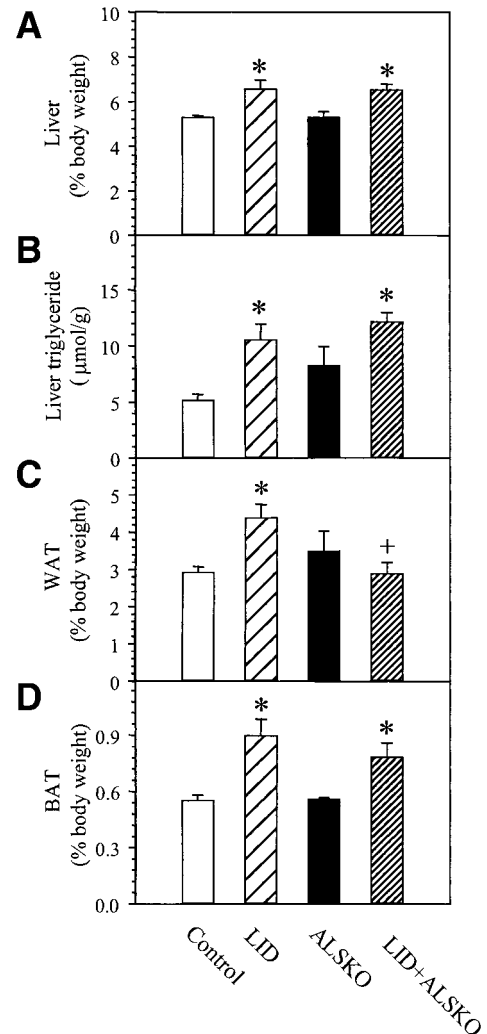 A
Liver
(% body weight)
10
8
6
4
2
0
*
*
B
Liver triglyceride
(μmol/g)
15
10
5
0
*
*
C
WAT
(% body weight)
5
4
3
2
1
0
*
+
D
BAT
(% body weight)
0.9
0.6
0.3
0.0
*
*
Control
LID
ALSKO
LID+ALSKO